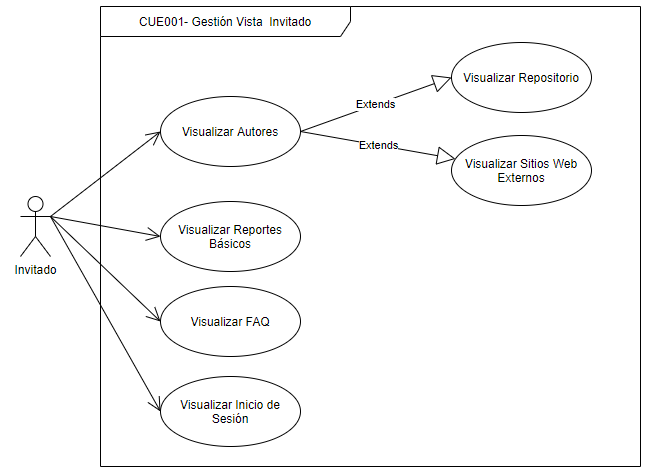 CUE001- Gestión Vista Invitado
Visualizar Repositorio
Extends
Visualizar Autores
Extends
Visualizar Sitios Web
Externos
Visualizar Reportes
Básicos
Invitado
Visualizar FAQ
Visualizar Inicio de
Sesión